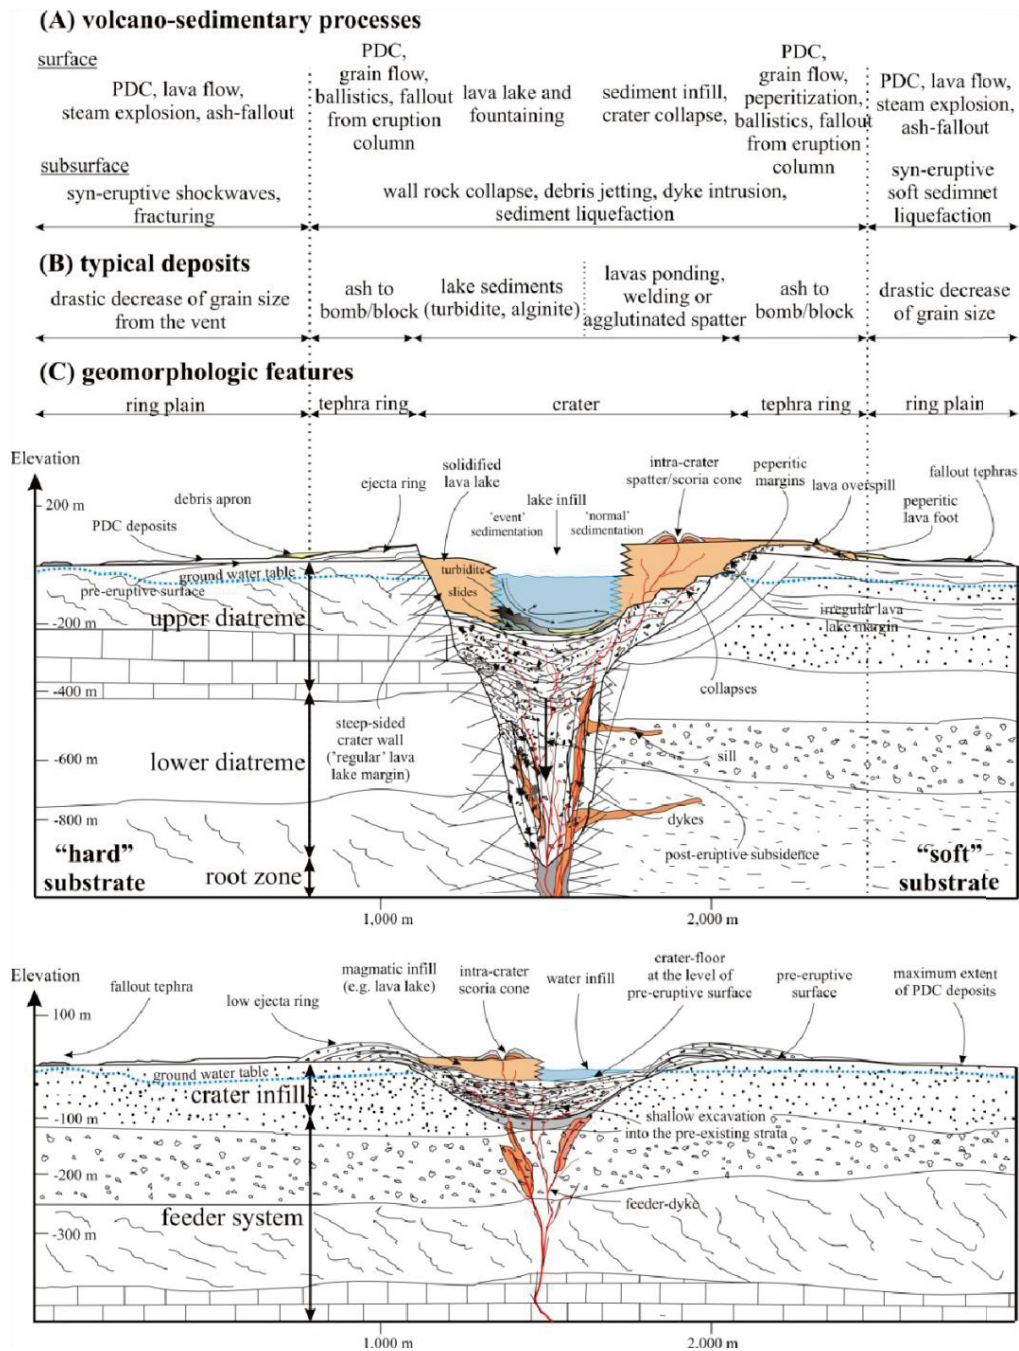 (A) volcano-sedimentary processes
surface
PDC, lava flow,
steam explosion, ash-fallout
PDC,
grain flow,
ballistics, fallout
from eruption
column
lava lake and
fountaining
sediment infill,
crater collapse,
PDC,
grain flow,
peperitization,
ballistics, fallout
from eruption
column
PDC, lava flow,
steam explosion,
ash-fallout
subsurface
syn-eruptive shockwaves,
fracturing
wall rock collapse, debris jetting, dyke intrusion,
sediment liquefaction
syn-eruptive
soft sedimnet
liquefaction
(B) typical deposits
drastic decrease of grain size
from the vent
ash to
bomb/block
lake sediments
(turbidite, alginite)
lavas ponding,
welding or
agglutinated spatter
ash to
bomb/block
drastic decrease
of grain size
(C) geomorphologic features
ring plain
tephra ring
crater
tephra ring
ring plain
Elevation
200 m
PDC deposits
debris apron
ejecta ring
solidified
lava lake
'event'
sedimentation
lake infill
'normal'
sedimentation
intra-crater
spatter/scoria cone
peperitic
margins
lava overspill
peperitic
lava foot
fallout tephras
ground water table
pre-eruptive surface
turbidite
slides
upper diatreme
-200 m
irregular lava
lake margin
-400 m
collapses
steep-sided
crater wall
('regular' lava
lake margin)
lower diatreme
-600 m
sill
-800 m
dykes
post-eruptive subsidence
"hard"
substrate
root zone
"soft"
substrate
1,000 m
2,000 m
Elevation
100 m
fallout tephra
low ejecta ring
magmatic infill
(e.g. lava lake)
intra-crater
scoria cone
water infill
crater-floor
at the level of
pre-eruptive surface
pre-eruptive
surface
maximum extent
of PDC deposits
ground water table
crater infill
-100 m
shallow excavation
into the pre-existing strata
-200 m
feeder system
feeder-dyke
-300 m
1,000 m
2,000 m